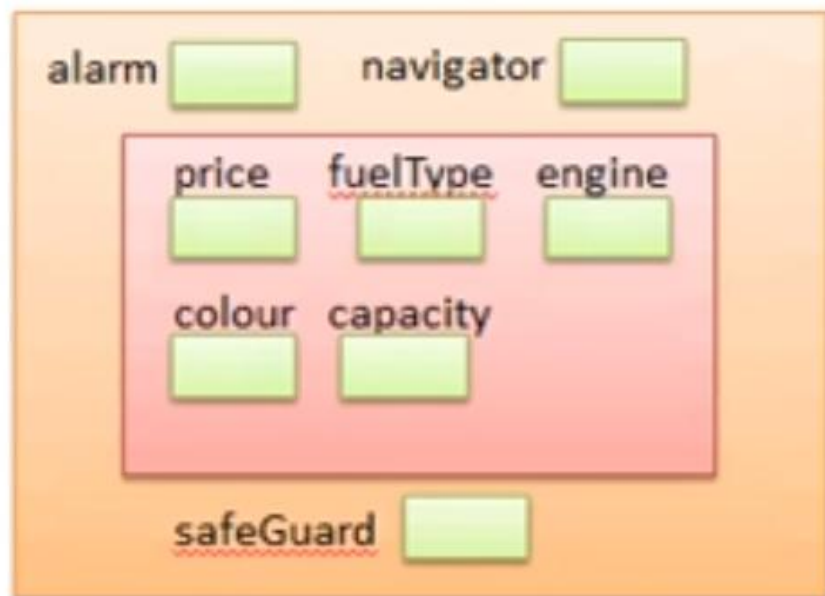 alarm navigator
price fuelType engine
colour capacity
safeGuard